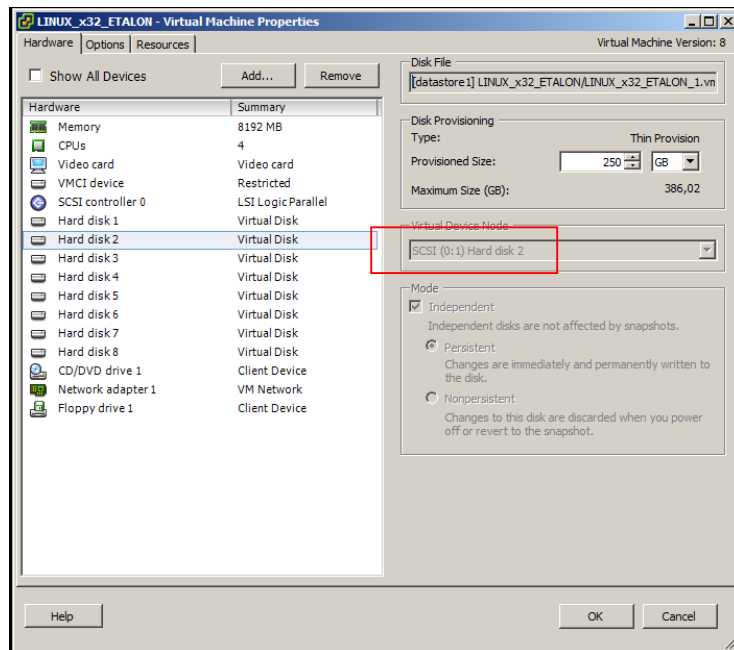 LINUX_x32_ETALON - Virtual Machine Properties
Hardware Options Resources
Virtual Machine Version: 8
Show All Devices
Add...
Remove
Hardware Summary
Memory 8192 MB
CPUs 4
Video card Video card
VMCI device Restricted
SCSI controller 0 LSI Logic Parallel
Hard disk 1 Virtual Disk
Hard disk 2 Virtual Disk
Hard disk 3 Virtual Disk
Hard disk 4 Virtual Disk
Hard disk 5 Virtual Disk
Hard disk 6 Virtual Disk
Hard disk 7 Virtual Disk
Hard disk 8 Virtual Disk
CD/DVD drive 1 Client Device
Network adapter 1 VM Network
Floppy drive 1 Client Device
Disk File
[datastore1] LINUX_x32_ETALON/LINUX_x32_ETALON_1.vm
Disk Provisioning
Type: Thin Provision
Provisioned Size: 250 GB
Maximum Size (GB): 386,02
Virtual Device Node
SCSI (0:1) Hard disk 2
Mode
Independent
Independent disks are not affected by snapshots.
Persistent
Changes are immediately and permanently written to
the disk.
Nonpersistent
Changes to this disk are discarded when you power
off or revert to the snapshot.
Help
OK
Cancel